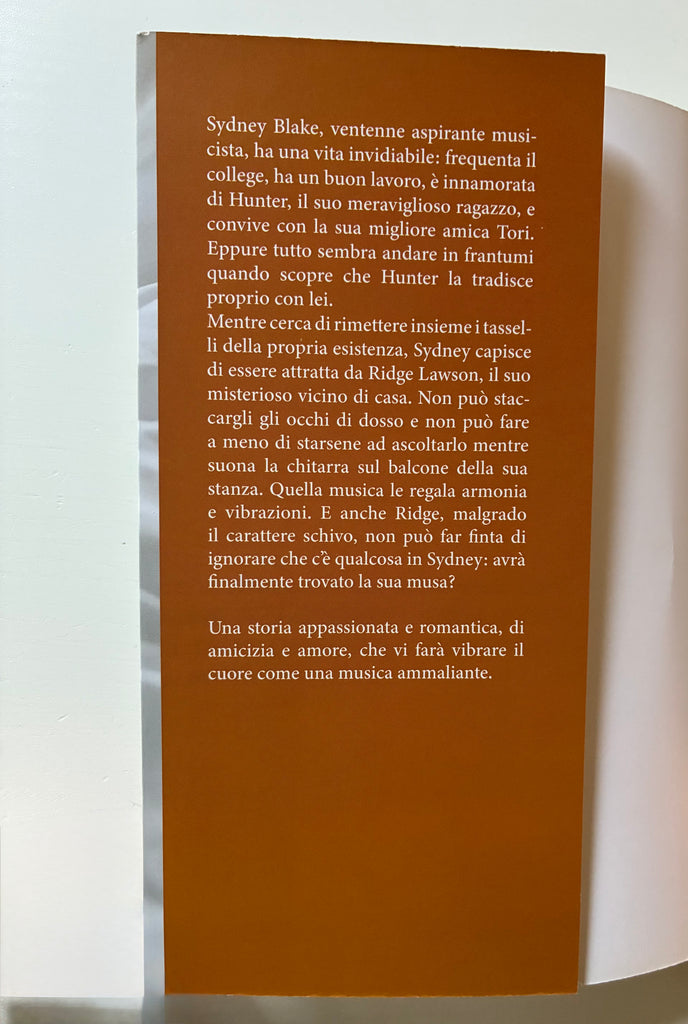 Sydney Blake, ventenne aspirante musi-
cista, ha una vita invidiabile: frequenta il
college, ha un buon lavoro, è innamorata
di Hunter, il suo meraviglioso ragazzo, e
convive con la sua migliore amica Tori.
Eppure tutto sembra andare in frantumi
quando scopre che Hunter la tradisce
proprio con lei.
Mentre cerca di rimettere insieme i tassel-
li della propria esistenza, Sydney capisce
di essere attratta da Ridge Lawson, il suo
misterioso vicino di casa. Non può stac-
cargli gli occhi di dosso e non può fare
a meno di starsene ad ascoltarlo mentre
suona la chitarra sul balcone della sua
stanza. Quella musica le regala armonia
e vibrazioni. E anche Ridge, malgrado
il carattere schivo, non può far finta di
ignorare che c'è qualcosa in Sydney: avrà
finalmente trovato la sua musa?
Una storia appassionata e romantica, di
amicizia e amore, che vi farà vibrare il
cuore come una musica ammaliante.